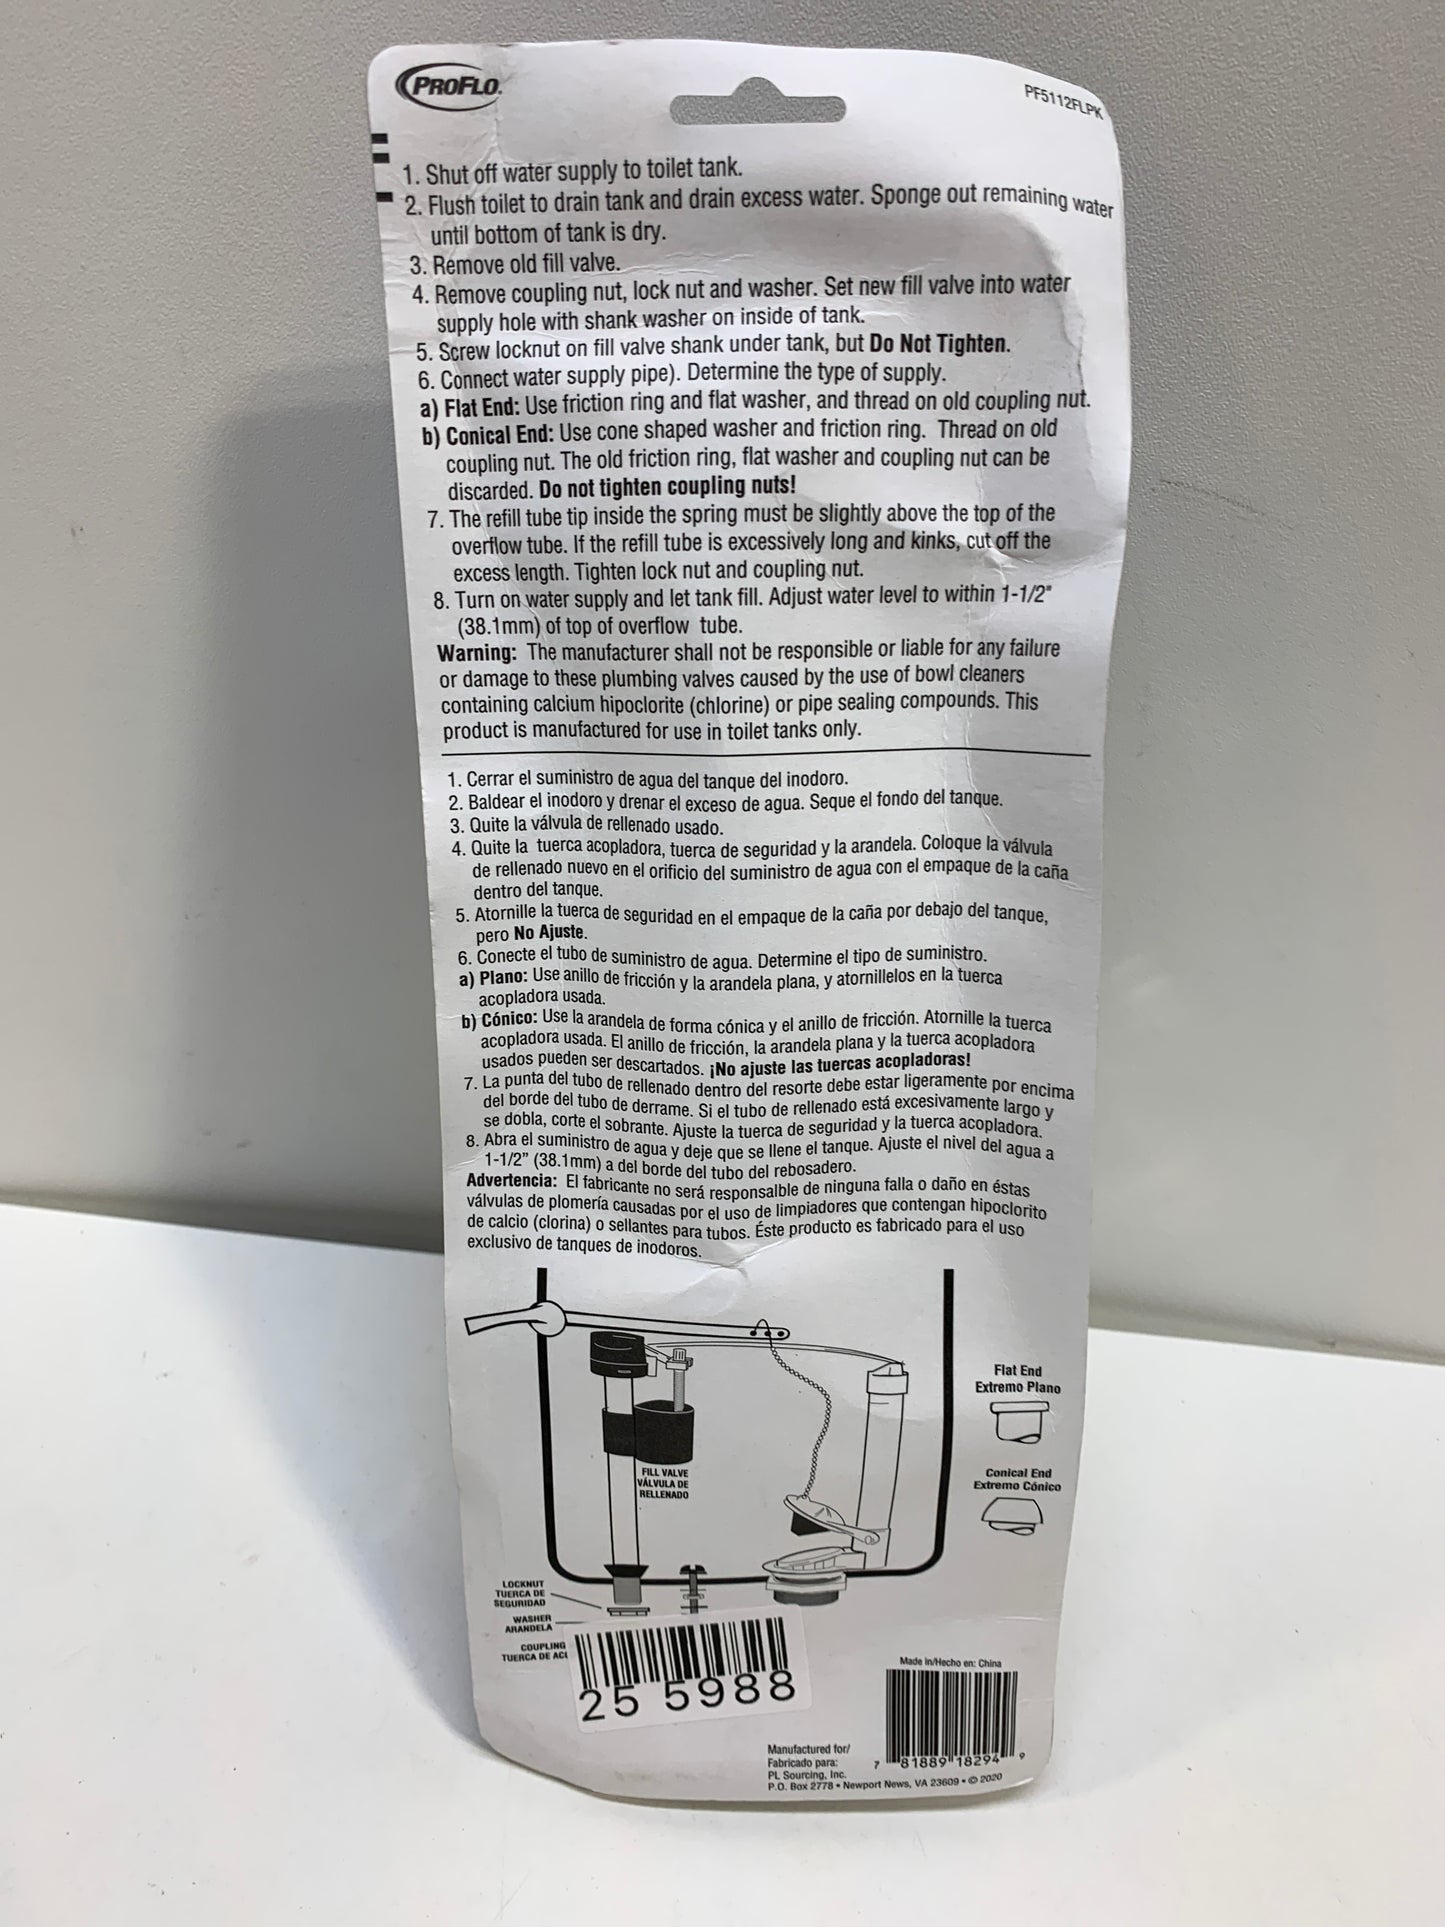 PROFLO.
PF5112FLPK
1. Shut off water supply to toilet tank.
2. Flush toilet to drain tank and drain excess water. Sponge out remaining water
until bottom of tank is dry.
3. Remove old fill valve.
4. Remove coupling nut, lock nut and washer. Set new fill valve into water
supply hole with shank washer on inside of tank.
5. Screw locknut on fill valve shank under tank, but Do Not Tighten.
6. Connect water supply pipe). Determine the type of supply.
a) Flat End: Use friction ring and flat washer, and thread on old coupling nut.
b) Conical End: Use cone shaped washer and friction ring. Thread on old
coupling nut. The old friction ring, flat washer and coupling nut can be
discarded. Do not tighten coupling nuts!
7. The refill tube tip inside the spring must be slightly above the top of the
overflow tube. If the refill tube is excessively long and kinks, cut off the
excess length. Tighten lock nut and coupling nut.
8. Turn on water supply and let tank fill. Adjust water level to within 1-1/2"
(38.1mm) of top of overflow tube.
Warning: The manufacturer shall not be responsible or liable for any failure
or damage to these plumbing valves caused by the use of bowl cleaners
containing calcium hipoclorite (chlorine) or pipe sealing compounds. This
product is manufactured for use in toilet tanks only.
1. Cerrar el suministro de agua del tanque del inodoro.
2. Baldear el inodoro y drenar el exceso de agua. Seque el fondo del tanque.
3. Quite la válvula de rellenado usado.
4. Quite la tuerca acopladora, tuerca de seguridad y la arandela. Coloque la válvula
de rellenado nuevo en el orificio del suministro de agua con el empaque de la caña
dentro del tanque.
5. Atornille la tuerca de seguridad en el empaque de la caña por debajo del tanque,
pero No Ajuste.
6. Conecte el tubo de suministro de agua. Determine el tipo de suministro.
a) Plano: Use anillo de fricción y la arandela plana, y atornillelos en la tuerca
acopladora usada.
b) Cónico: Use la arandela de forma cónica y el anillo de fricción. Atornille la tuerca
acopladora usada. El anillo de fricción, la arandela plana y la tuerca acopladora
usados pueden ser descartados. ¡No ajuste las tuercas acopladoras!
7. La punta del tubo de rellenado dentro del resorte debe estar ligeramente por encima
del borde del tubo de derrame. Si el tubo de rellenado está excesivamente largo y
se dobla, corte el sobrante. Ajuste la tuerca de seguridad y la tuerca acopladora.
8. Abra el suministro de agua y deje que se llene el tanque. Ajuste el nivel del agua a
1-1/2" (38.1mm) a del borde del tubo del rebosadero.
Advertencia: El fabricante no será responsalble de ninguna falla o daño en éstas
válvulas de plomería causadas por el uso de limpiadores que contengan hipoclorito
de calcio (clorina) o sellantes para tubos. Éste producto es fabricado para el uso
exclusivo de tanques de inodoros.
Flat End
Extremo Plano
Conical End
Extremo Cónico
FILL VALVE
VÁLVULA DE
RELLENADO
LOCKNUT
TUERCA DE
SEGURIDAD
WASHER
ARANDELA
COUPLING
TUERCA DE ACO
25 5988
Made in/Hecho en: China
7 81889 18294 9
Manufactured for/
Fabricado para:
PL Sourcing, Inc.
P.O. Box 2778 • Newport News, VA 23609 • © 2020